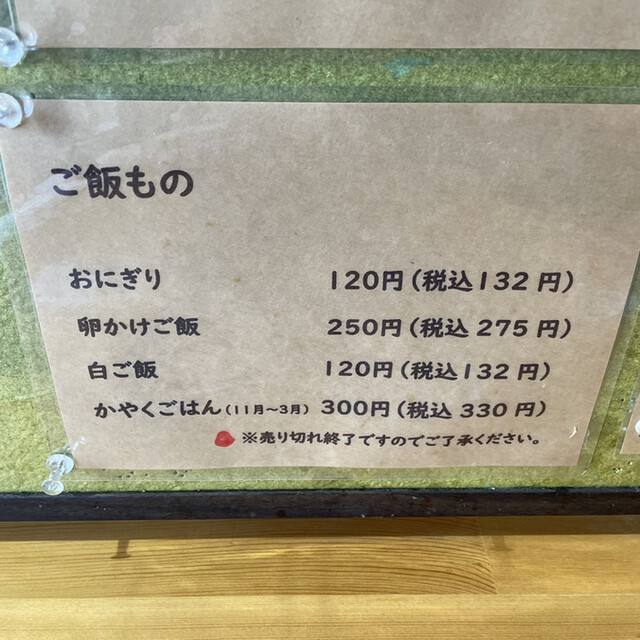 ご飯もの
おにぎり 120円(税込132円)
卵かけご飯 250円(税込275円)
白ご飯 120円(税込132円)
かやくごはん(11月〜3月) 300円(税込330円)
※売り切れ終了ですのでご了承ください。